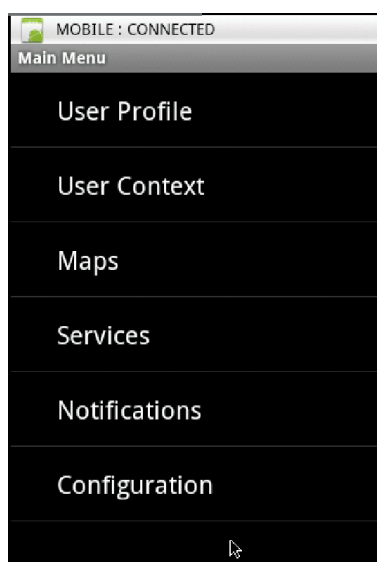 MOBILE : CONNECTED
Main Menu
User Profile
User Context
Maps
Services
Notifications
Configuration